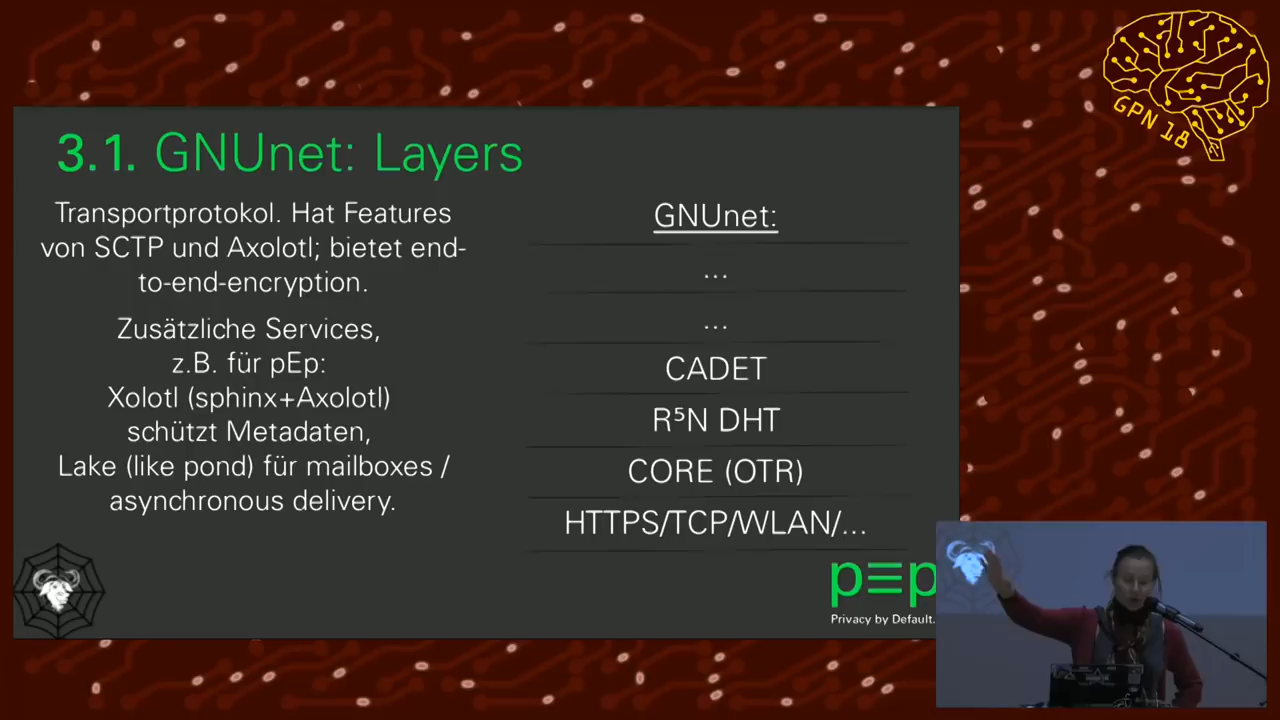 GPN 18
3.1. GNUnet: Layers
Transportprotokol. Hat Features
von SCTP und Axolotl; bietet end-
to-end-encryption.
Zusätzliche Services,
z.B. für pEp:
Xolotl (sphinx+Axolotl)
schützt Metadaten,
Lake (like pond) für mailboxes /
asynchronous delivery.
GNUnet:
...
...
CADET
R⁵N DHT
CORE (OTR)
HTTPS/TCP/WLAN/...
p≡p
Privacy by Default.